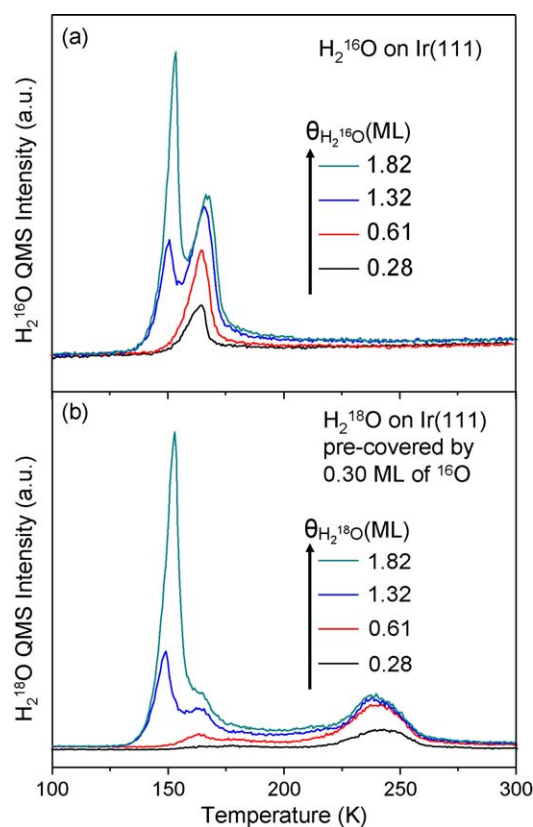 (a)
H₂¹⁶O on Ir(111)
θH₂¹⁶O(ML)
1.82
1.32
0.61
0.28
H₂¹⁶O QMS Intensity (a.u.)
(b)
H₂¹⁸O on Ir(111)
pre-covered by
0.30 ML of ¹⁶O
θH₂¹⁸O(ML)
1.82
1.32
0.61
0.28
H₂¹⁸O QMS Intensity (a.u.)
100 150 200 250 300
Temperature (K)